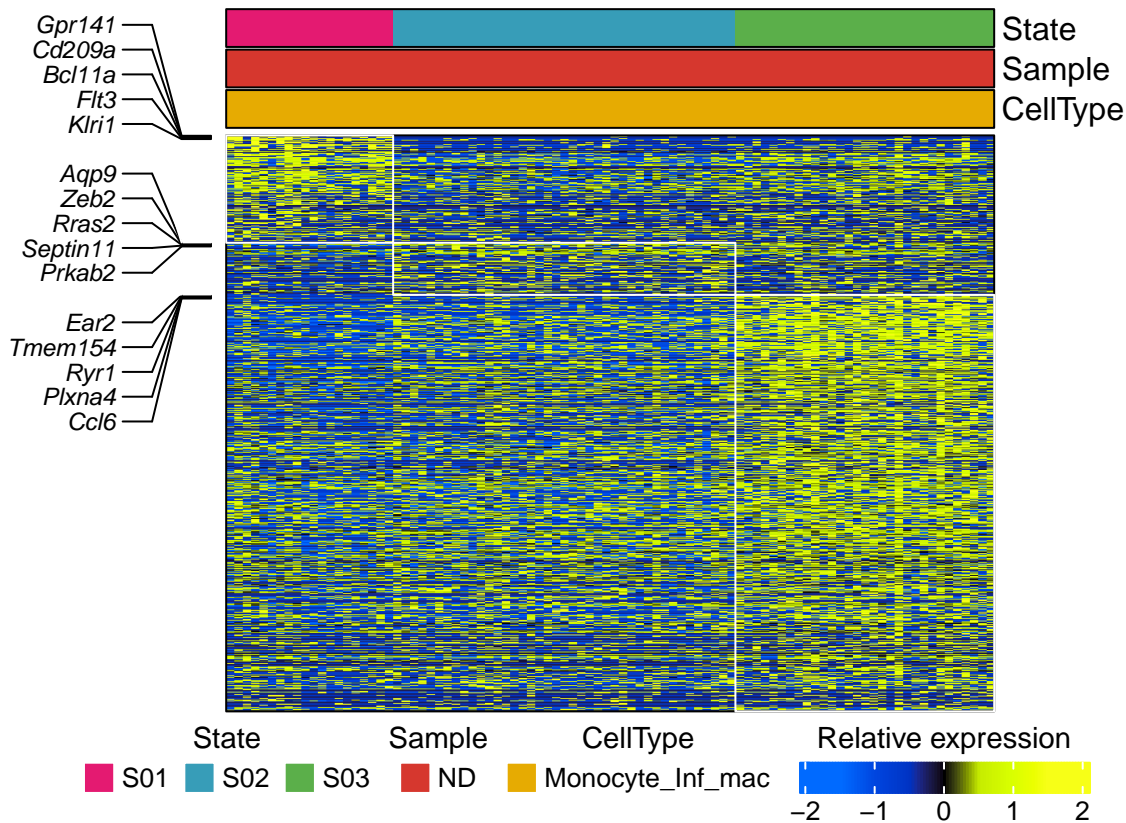 Gpr141
Cd209a
Bcl11a
Flt3
Klri1
Aqp9
Zeb2
Rras2
Septin11
Prkab2
Ear2
Tmem154
Ryr1
Plxna4
Ccl6
State
Sample
CellType
State Sample CellType Relative expression
S01 S02 S03 ND Monocyte_Inf_mac
−2 −1 0 1 2